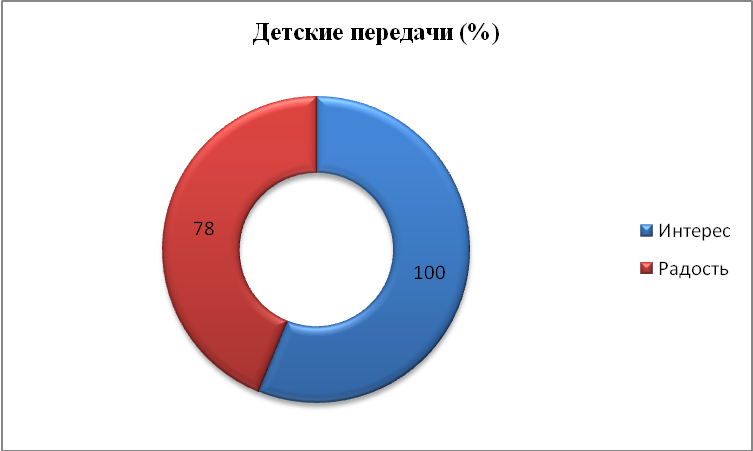 Детские передачи (%)
78
100
Интерес
Радость